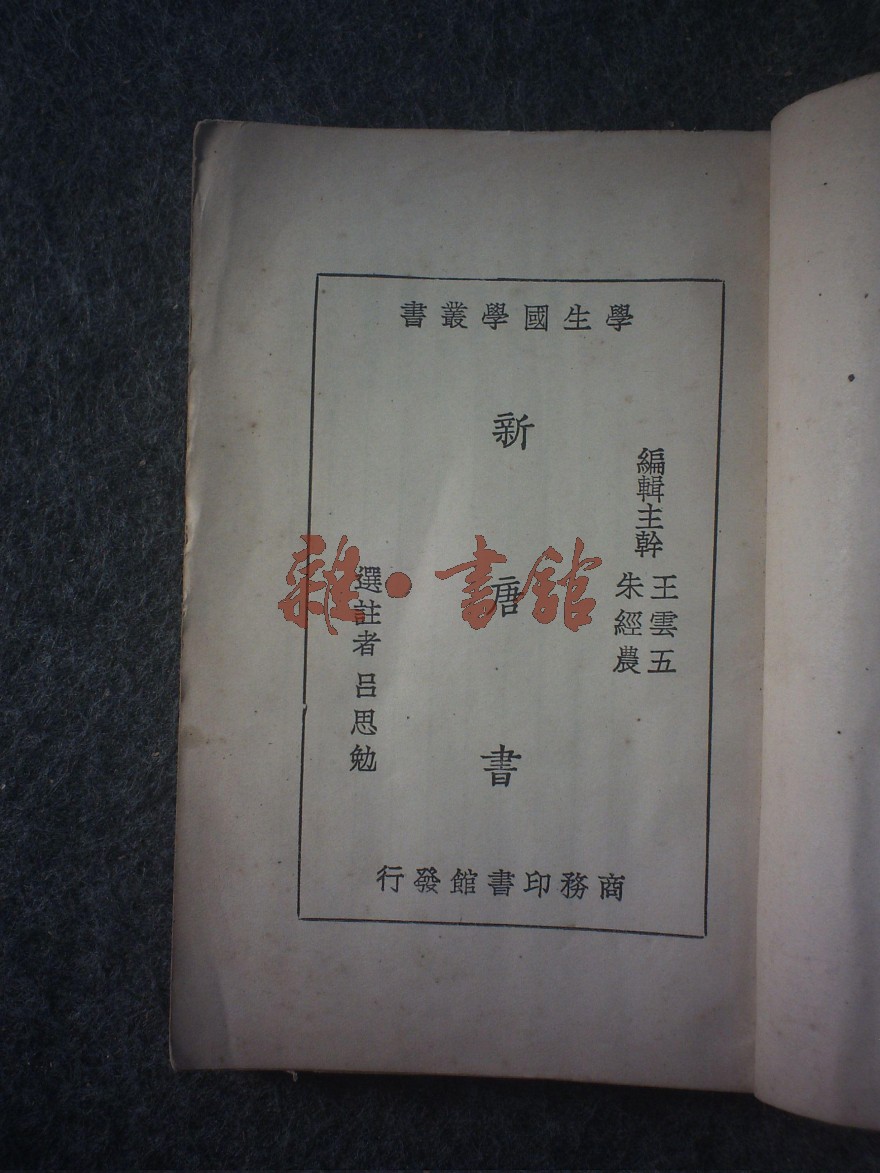 學生國學叢書
編輯主幹
王雲五
朱經農
新唐書
選註者 呂思勉
商務印書館發行
雜·書館